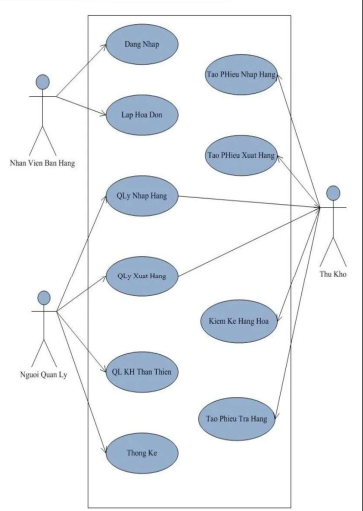 Dang Nhap
Tao PHieu Nhap Hang
Lap Hoa Don
Nhan Vien Ban Hang
Tao PHieu Xuat Hang
QLy Nhap Hang
Thu Kho
QLy Xuat Hang
Kiem Ke Hang Hoa
Nguoi Quan Ly
QL KH Than Thien
Tao Phieu Tra Hang
Thong Ke